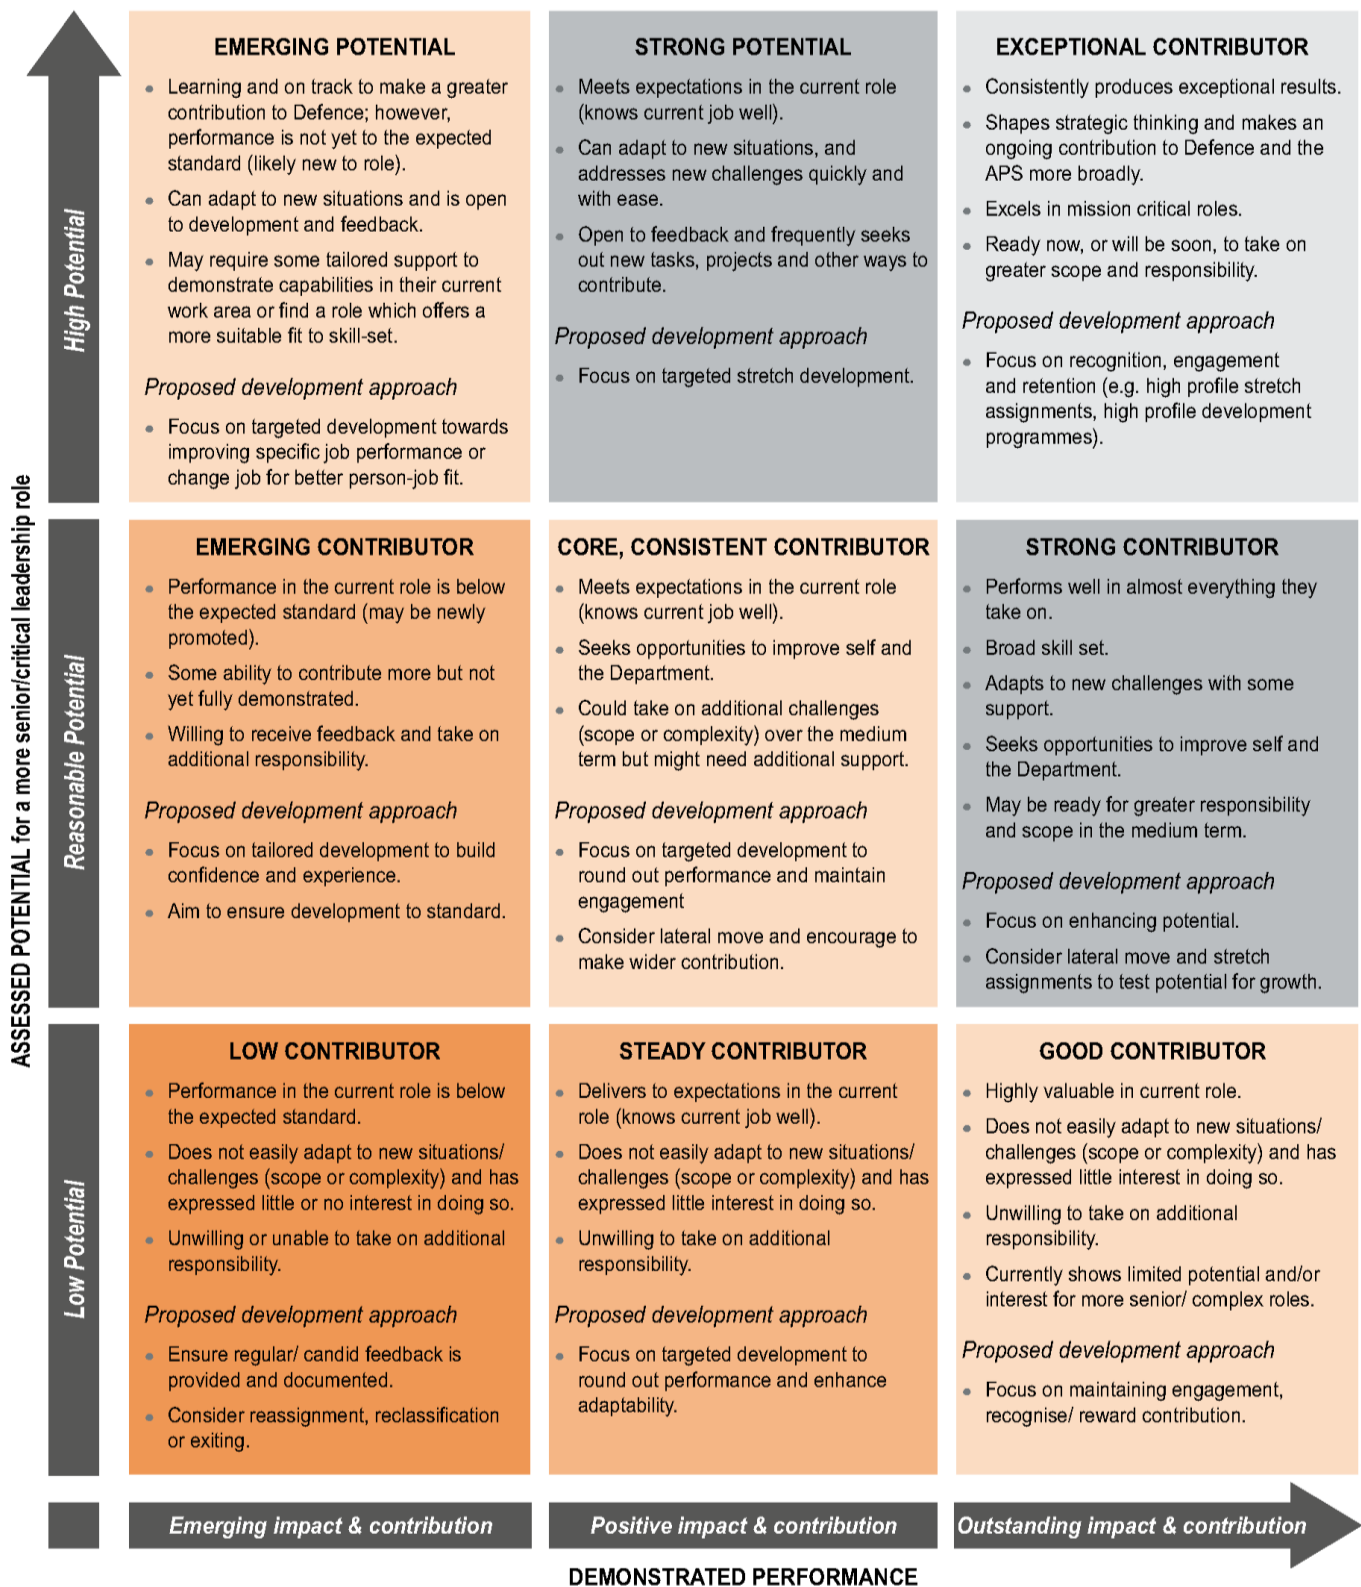 EMERGING POTENTIAL
• Learning and on track to make a greater
contribution to Defence; however,
performance is not yet to the expected
standard (likely new to role).
• Can adapt to new situations and is open
to development and feedback.
• May require some tailored support to
demonstrate capabilities in their current
work area or find a role which offers a
more suitable fit to skill-set.
Proposed development approach
• Focus on targeted development towards
improving specific job performance or
change job for better person-job fit.
STRONG POTENTIAL
• Meets expectations in the current role
(knows current job well).
• Can adapt to new situations, and
addresses new challenges quickly and
with ease.
• Open to feedback and frequently seeks
out new tasks, projects and other ways to
contribute.
Proposed development approach
• Focus on targeted stretch development.
EXCEPTIONAL CONTRIBUTOR
• Consistently produces exceptional results.
• Shapes strategic thinking and makes an
ongoing contribution to Defence and the
APS more broadly.
• Excels in mission critical roles.
• Ready now, or will be soon, to take on
greater scope and responsibility.
Proposed development approach
• Focus on recognition, engagement
and retention (e.g. high profile stretch
assignments, high profile development
programmes).
High Potential
ASSESSED POTENTIAL for a more senior/critical leadership role
Reasonable Potential
EMERGING CONTRIBUTOR
• Performance in the current role is below
the expected standard (may be newly
promoted).
• Some ability to contribute more but not
yet fully demonstrated.
• Willing to receive feedback and take on
additional responsibility.
Proposed development approach
• Focus on tailored development to build
confidence and experience.
• Aim to ensure development to standard.
CORE, CONSISTENT CONTRIBUTOR
• Meets expectations in the current role
(knows current job well).
• Seeks opportunities to improve self and
the Department.
• Could take on additional challenges
(scope or complexity) over the medium
term but might need additional support.
Proposed development approach
• Focus on targeted development to
round out performance and maintain
engagement
• Consider lateral move and encourage to
make wider contribution.
STRONG CONTRIBUTOR
• Performs well in almost everything they
take on.
• Broad skill set.
• Adapts to new challenges with some
support.
• Seeks opportunities to improve self and
the Department.
• May be ready for greater responsibility
and scope in the medium term.
Proposed development approach
• Focus on enhancing potential.
• Consider lateral move and stretch
assignments to test potential for growth.
Low Potential
LOW CONTRIBUTOR
• Performance in the current role is below
the expected standard.
• Does not easily adapt to new situations/
challenges (scope or complexity) and has
expressed little or no interest in doing so.
• Unwilling or unable to take on additional
responsibility.
Proposed development approach
• Ensure regular/ candid feedback is
provided and documented.
• Consider reassignment, reclassification
or exiting.
STEADY CONTRIBUTOR
• Delivers to expectations in the current
role (knows current job well).
• Does not easily adapt to new situations/
challenges (scope or complexity) and has
expressed little interest in doing so.
• Unwilling to take on additional
responsibility.
Proposed development approach
• Focus on targeted development to
round out performance and enhance
adaptability.
GOOD CONTRIBUTOR
• Highly valuable in current role.
• Does not easily adapt to new situations/
challenges (scope or complexity) and has
expressed little interest in doing so.
• Unwilling to take on additional
responsibility.
• Currently shows limited potential and/or
interest for more senior/ complex roles.
Proposed development approach
• Focus on maintaining engagement,
recognise/ reward contribution.
Emerging impact & contribution
Positive impact & contribution
Outstanding impact & contribution
DEMONSTRATED PERFORMANCE